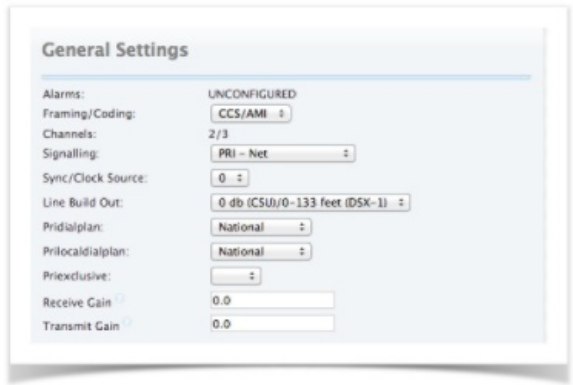 General Settings
Alarms: UNCONFIGURED
Framing/Coding: CCS/AMI
Channels: 2/3
Signalling: PRI - Net
Sync/Clock Source: 0
Line Build Out: 0 db (CSU)/0-133 feet (DSX-1)
Pridialplan: National
Prilocaldialplan: National
Priexclusive:
Receive Gain 0.0
Transmit Gain 0.0